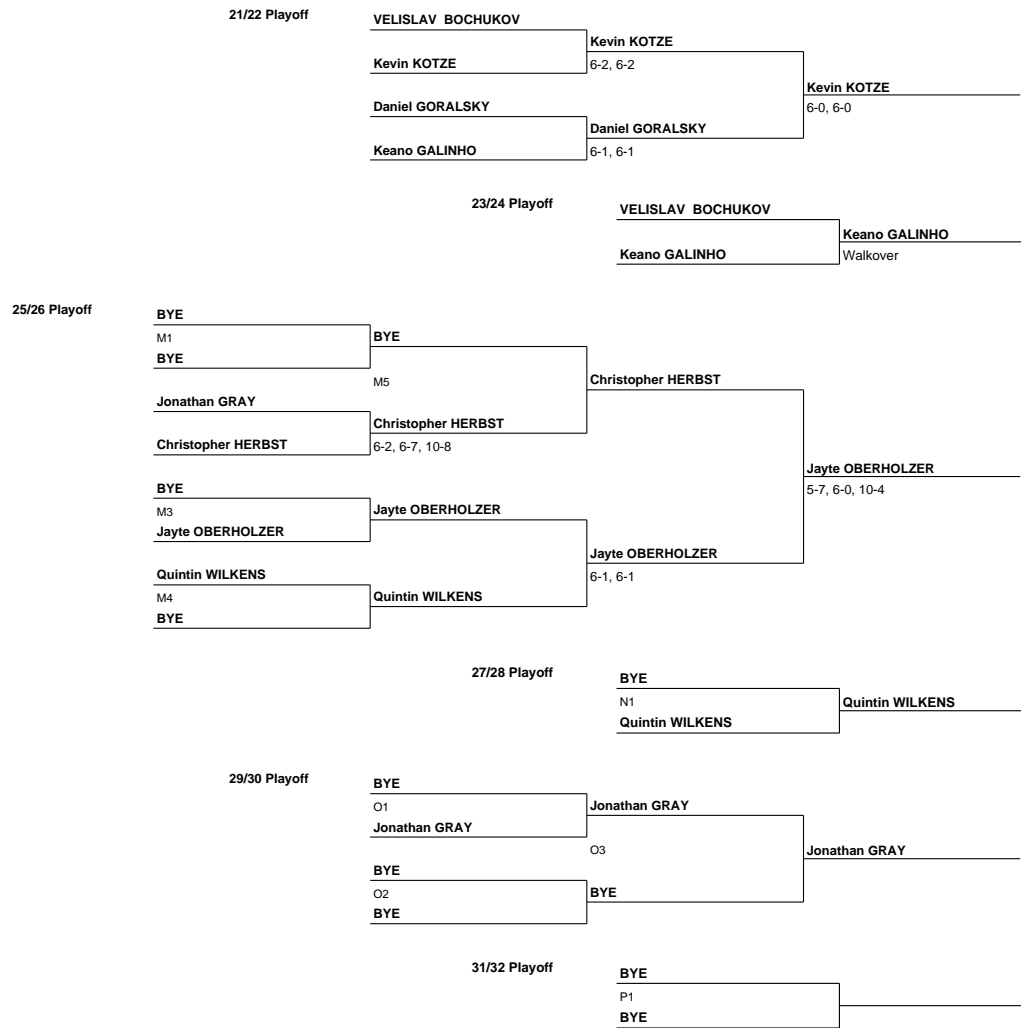 21/22 Playoff
VELISLAV  BOCHUKOV
Kevin KOTZE
Kevin KOTZE
6-2, 6-2
Kevin KOTZE
6-0, 6-0
Daniel GORALSKY
Daniel GORALSKY
Keano GALINHO
6-1, 6-1
23/24 Playoff
VELISLAV  BOCHUKOV
Keano GALINHO
Keano GALINHO
Walkover
25/26 Playoff
BYE
M1
BYE
BYE
M5
Christopher HERBST
Jonathan GRAY
Christopher HERBST
Christopher HERBST
6-2, 6-7, 10-8
Jayte OBERHOLZER
5-7, 6-0, 10-4
BYE
M3
Jayte OBERHOLZER
Jayte OBERHOLZER
Jayte OBERHOLZER
6-1, 6-1
Quintin WILKENS
M4
Quintin WILKENS
BYE
27/28 Playoff
BYE
N1
Quintin WILKENS
Quintin WILKENS
29/30 Playoff
BYE
O1
Jonathan GRAY
Jonathan GRAY
O3
Jonathan GRAY
BYE
O2
BYE
BYE
31/32 Playoff
BYE
P1
BYE